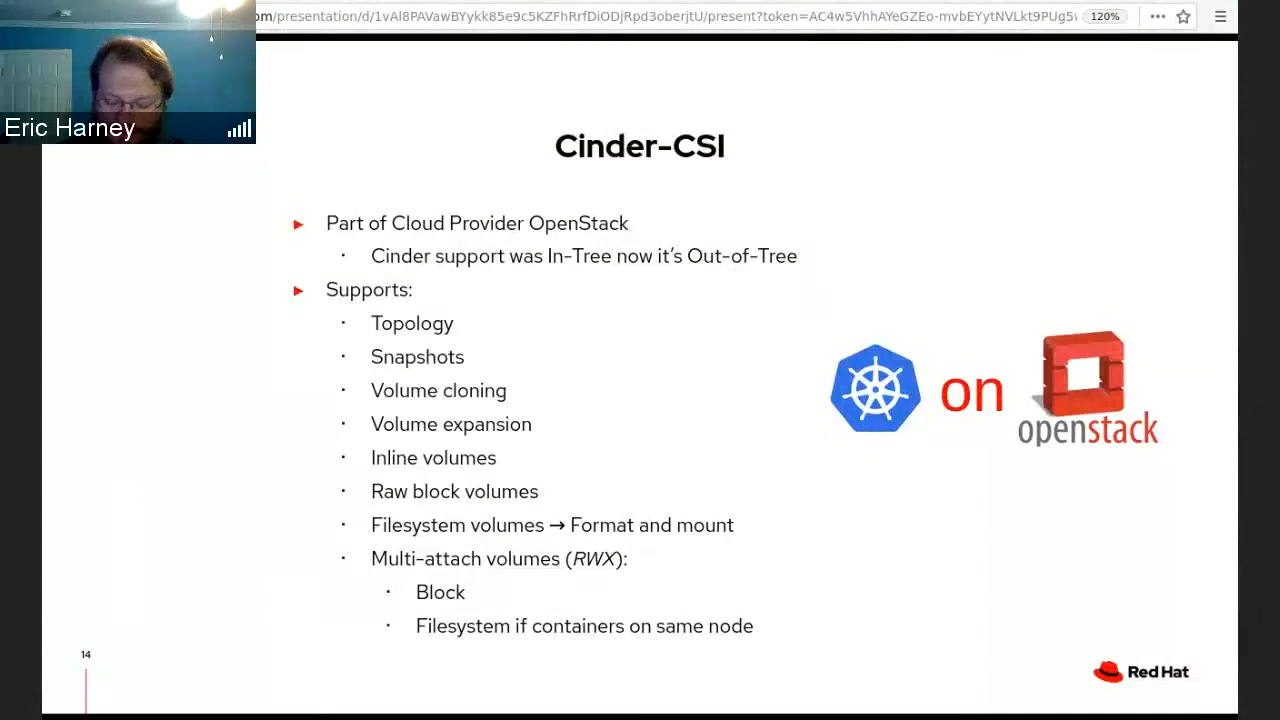 om/presentation/d/1vAl8PAVawBYykk85e9c5KZFhRrfDiODjRpd3oberjtU/present?token=AC4w5VhhAYeGZEo-mvbEYytNVLkt9PUg5
120%
Eric Harney
Cinder-CSI
► Part of Cloud Provider OpenStack
· Cinder support was In-Tree now it's Out-of-Tree
► Supports:
· Topology
· Snapshots
· Volume cloning
· Volume expansion
· Inline volumes
· Raw block volumes
· Filesystem volumes → Format and mount
· Multi-attach volumes (RWX):
· Block
· Filesystem if containers on same node
on
openstack
14
Red Hat